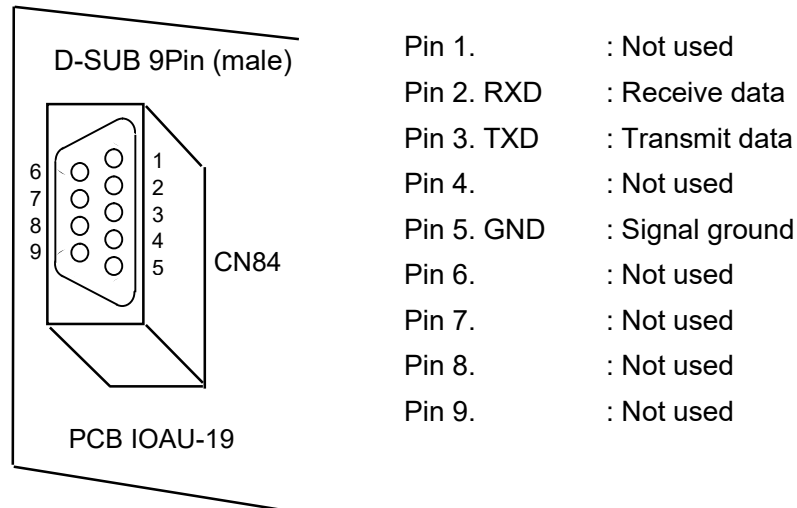 D-SUB 9Pin (male)
6
7
8
9
1
2
3
4
5
CN84
PCB IOAU-19
Pin 1. : Not used
Pin 2. RXD : Receive data
Pin 3. TXD : Transmit data
Pin 4. : Not used
Pin 5. GND : Signal ground
Pin 6. : Not used
Pin 7. : Not used
Pin 8. : Not used
Pin 9. : Not used